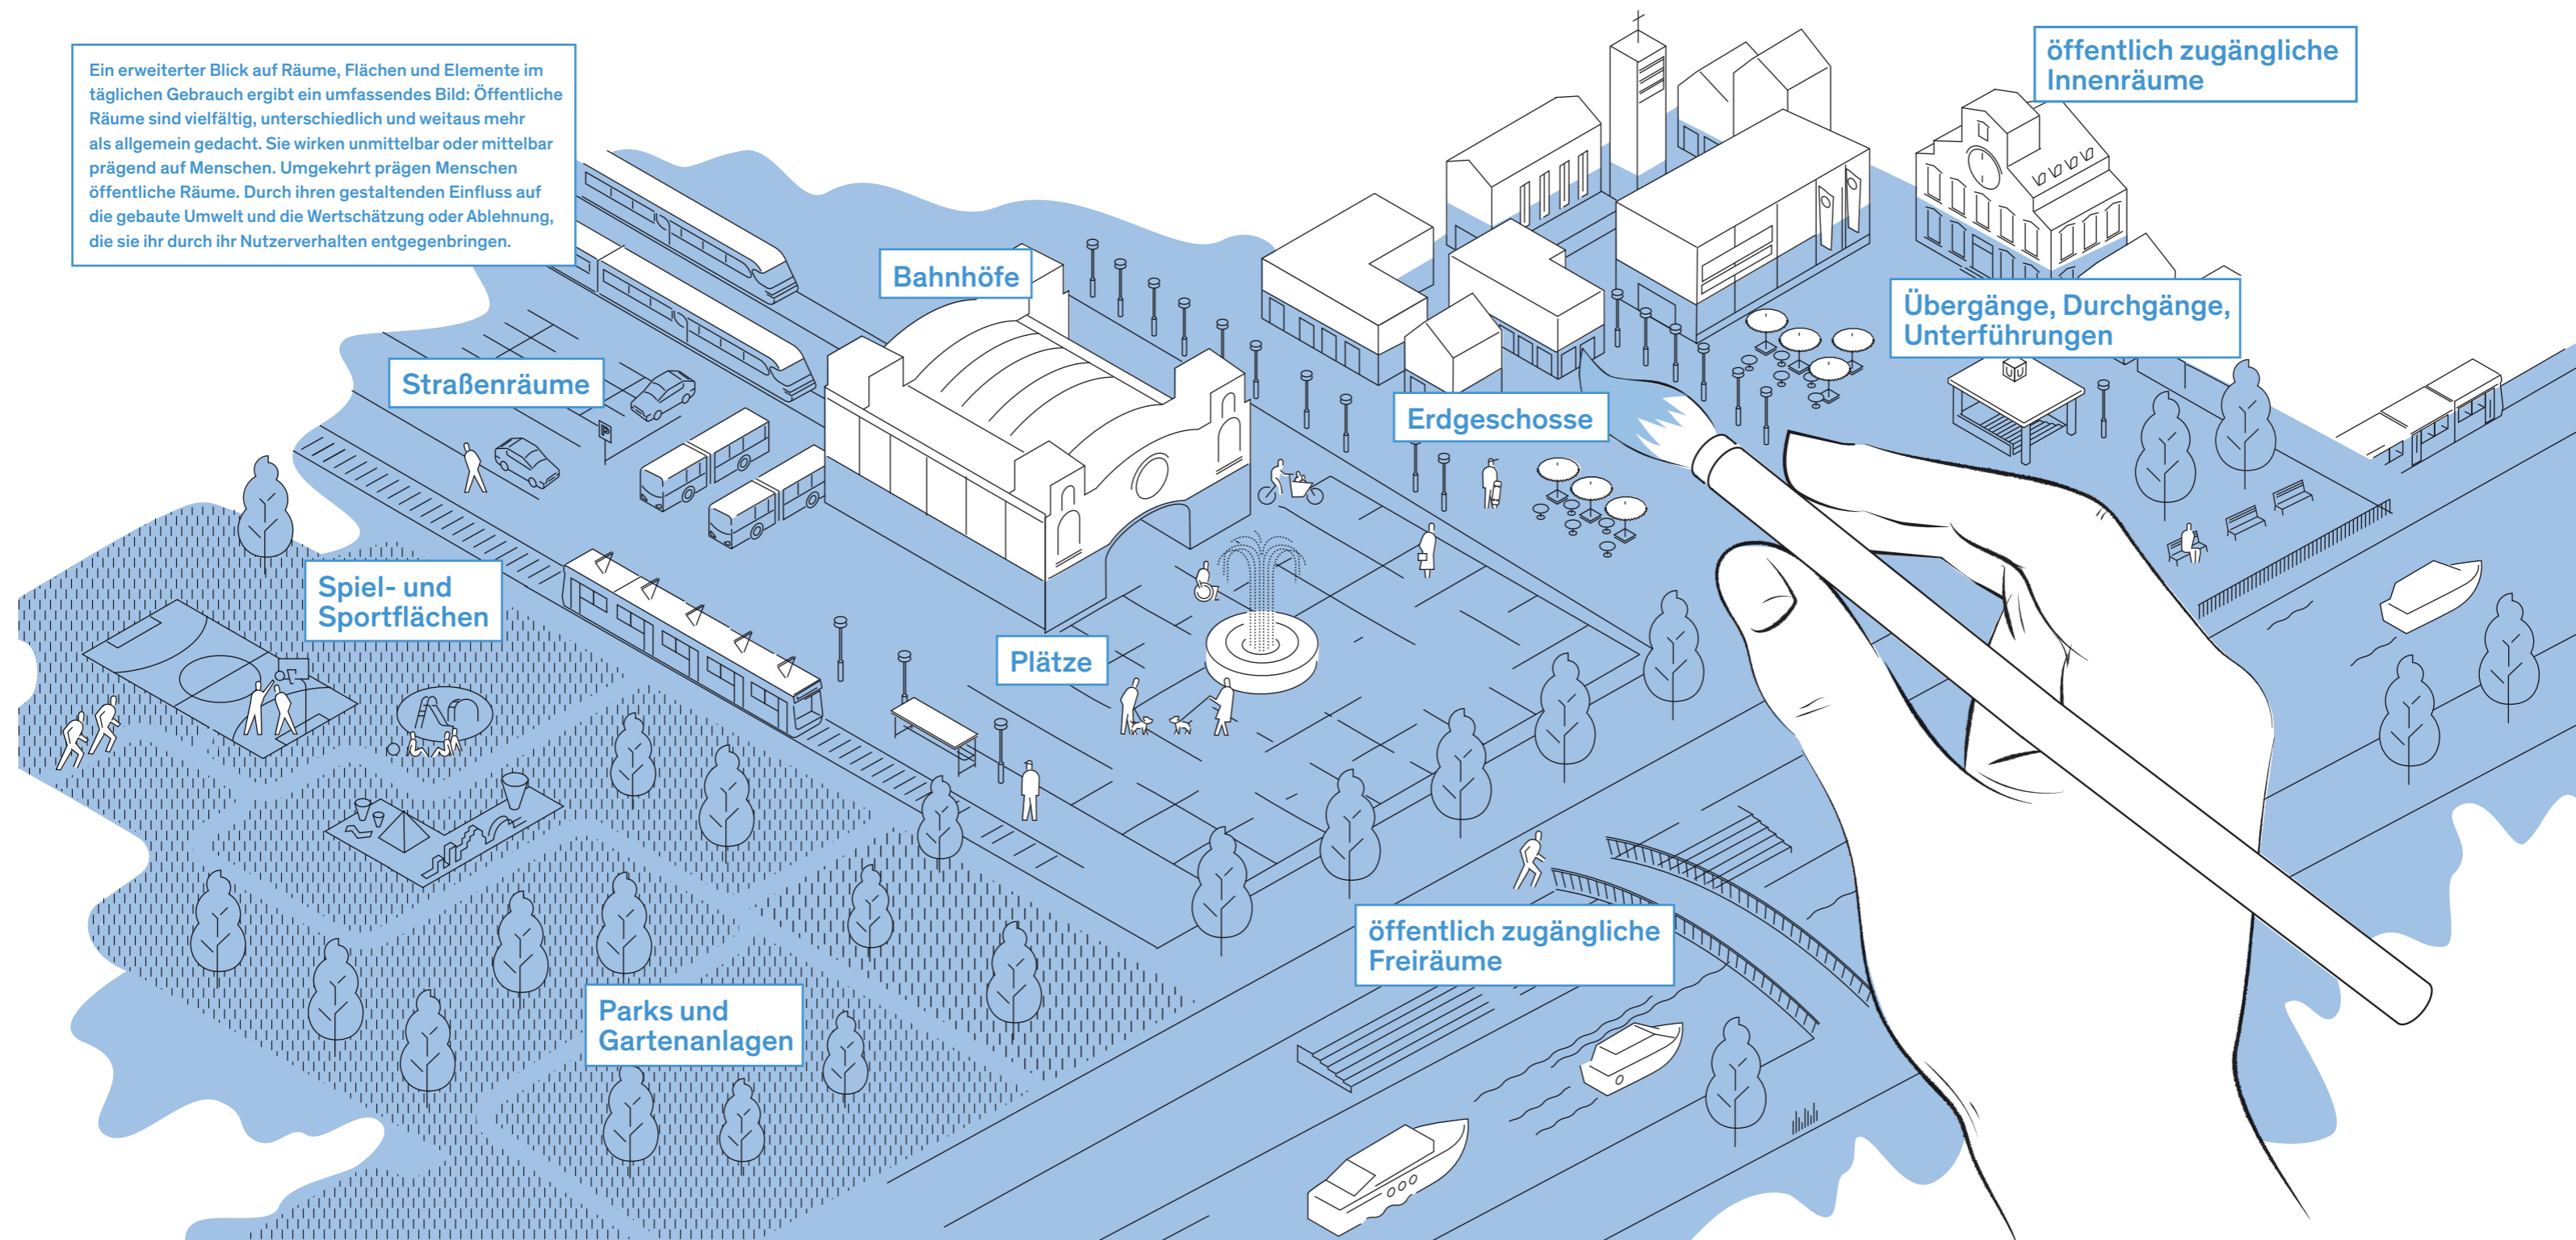 Ein erweiterter Blick auf Räume, Flächen und Elemente im
täglichen Gebrauch ergibt ein umfassendes Bild: Öffentliche
Räume sind vielfältig, unterschiedlich und weitaus mehr
als allgemein gedacht. Sie wirken unmittelbar oder mittelbar
prägend auf Menschen. Umgekehrt prägen Menschen
öffentliche Räume. Durch ihren gestaltenden Einfluss auf
die gebaute Umwelt und die Wertschätzung oder Ablehnung,
die sie ihr durch ihr Nutzerverhalten entgegenbringen.
öffentlich zugängliche
Innenräume
Bahnhöfe
Übergänge, Durchgänge,
Unterführungen
U
U
Straßenräume
P
Erdgeschosse
Spiel- und
Sportflächen
Plätze
öffentlich zugängliche
Freiräume
Parks und
Gartenanlagen